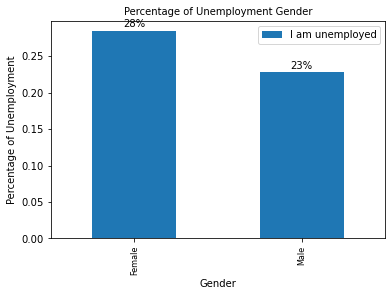 Percentage of Unemployment Gender
28%
I am unemployed
23%
0.25
0.20
0.15
0.10
0.05
0.00
Percentage of Unemployment
Female
Male
Gender